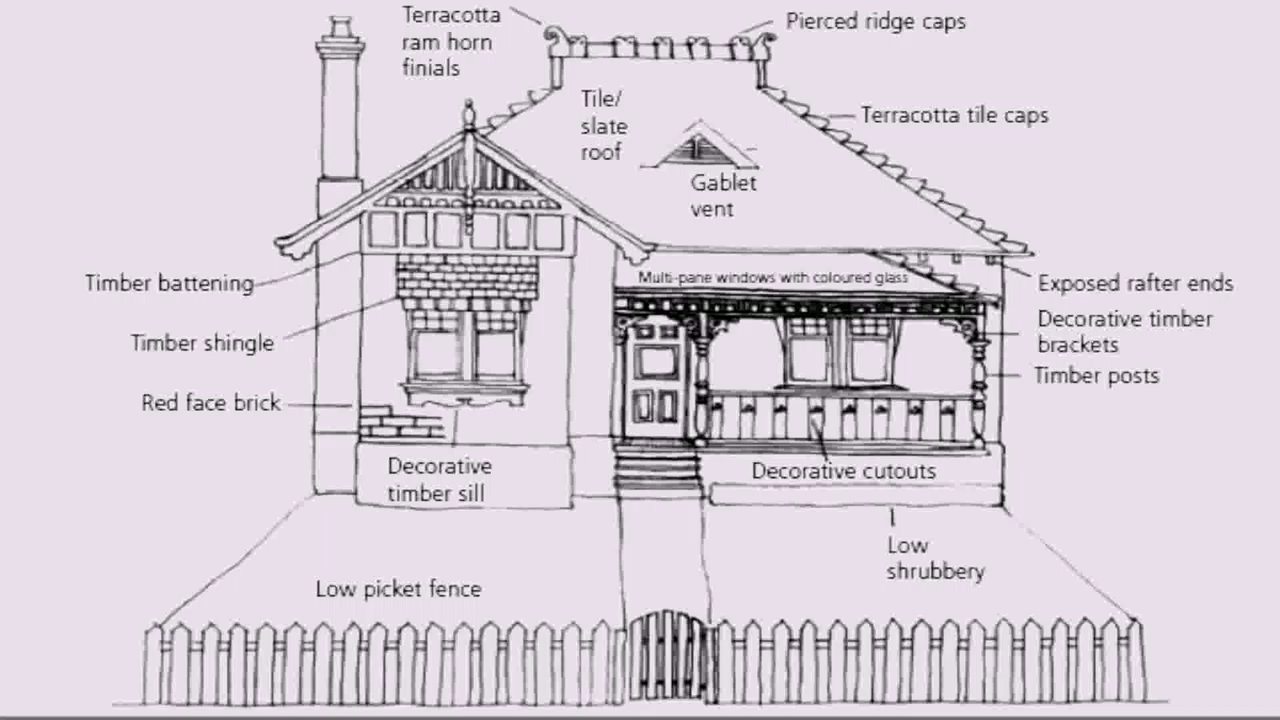 Terracotta
ram horn
finials
Pierced ridge caps
Tile/
slate
roof
Terracotta tile caps
Gablet
vent
Timber battening
Multi-pane windows with coloured glass
Exposed rafter ends
Timber shingle
Decorative timber
brackets
Timber posts
Red face brick
Decorative
timber sill
Decorative cutouts
Low
shrubbery
Low picket fence